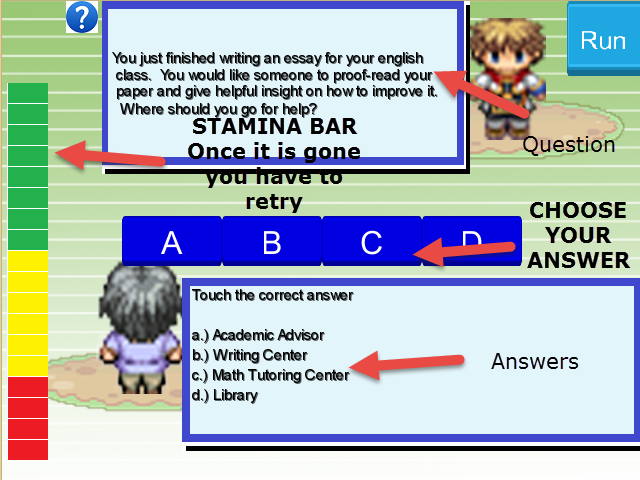 ?
Run
You just finished writing an essay for your english
class. You would like someone to proof-read your
paper and give helpful insight on how to improve it.
Where should you go for help?
Question
STAMINA BAR
Once it is gone
you have to
retry
A B C D
CHOOSE
YOUR
ANSWER
Touch the correct answer
a.) Academic Advisor
b.) Writing Center
c.) Math Tutoring Center
d.) Library
Answers